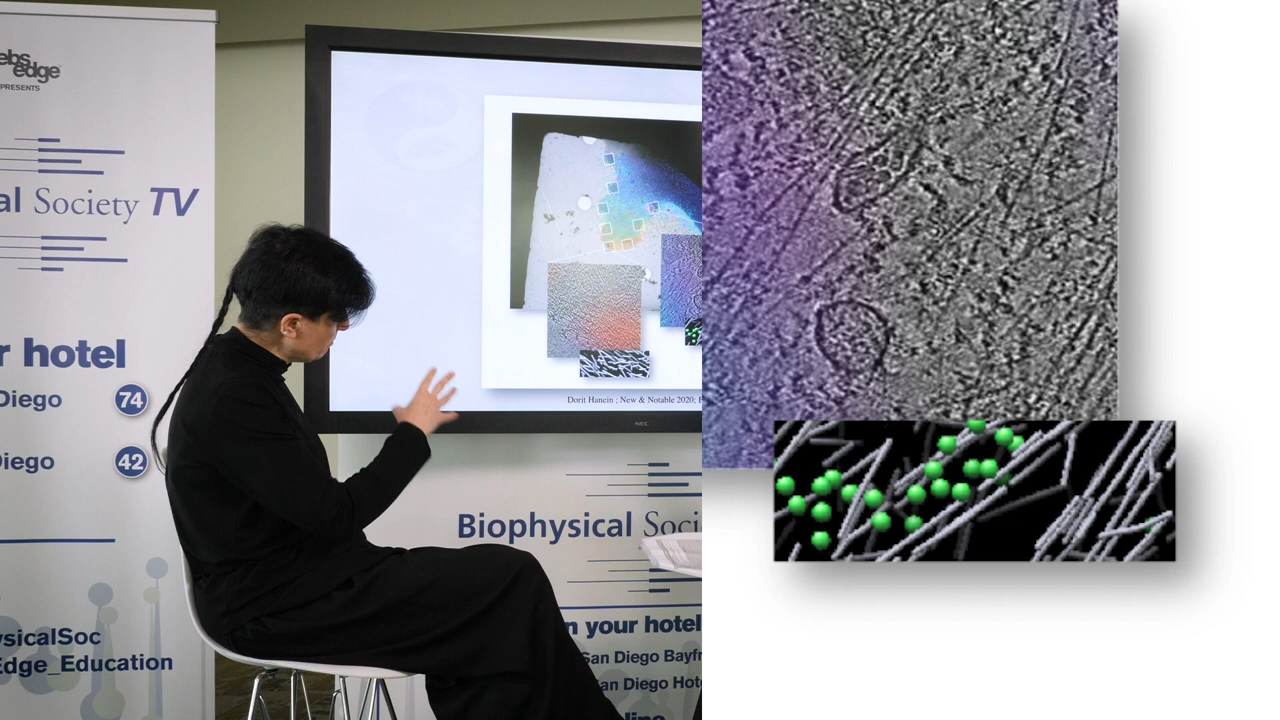 ebs
edge
PRESENTS
al Society TV
r hotel
Diego
74
Diego
42
ysicalSoc
Edge_Education
Dorit Hanein ; New & Notable 2020;
NEC
Biophysical Soci
n your hotel
San Diego Bayfr
San Diego Hote